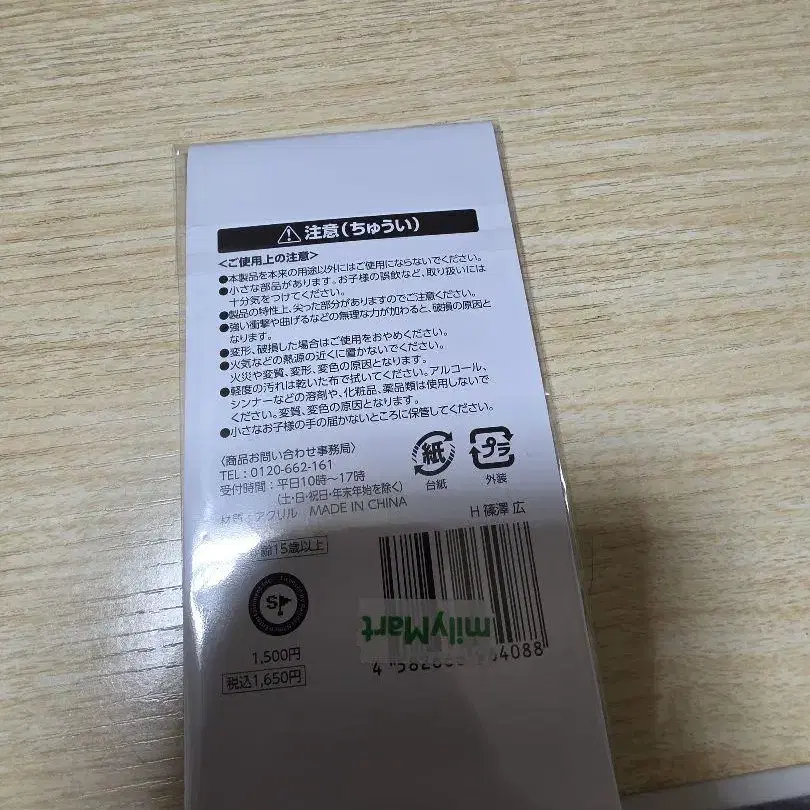 注意(ちゅうい)
<ご使用上の注意>
●本製品を本来の用途以外にはご使用にならないでください。
●小さな部品があります。お子様の誤飲など、取り扱いには
十分気をつけてください。
●製品の特性上、尖った部分がありますのでご注意ください。
●強い衝撃や曲げるなどの無理な力が加わると、破損の原因と
なります。
●変形、破損した場合はご使用をおやめください。
●火気などの熱源の近くに置かないでください。
火災や変質、変形、変色の原因となります。
●軽度の汚れは乾いた布で拭いてください。アルコール、
シンナーなどの溶剤や、化粧品、薬品類は使用しないで
ください。変質、変色の原因となります。
●小さなお子様の手の届かないところに保管してください。
〈商品お問い合わせ事務局〉
TEL:0120-662-161
受付時間:平日10時〜17時
(土・日・祝日・年末年始を除く)
材質:アクリル MADE IN CHINA
紙
台紙
プラ
外装
H 篠澤 広
齢15歳以上
S
milyMart
4088
1,500円
税込1,650円